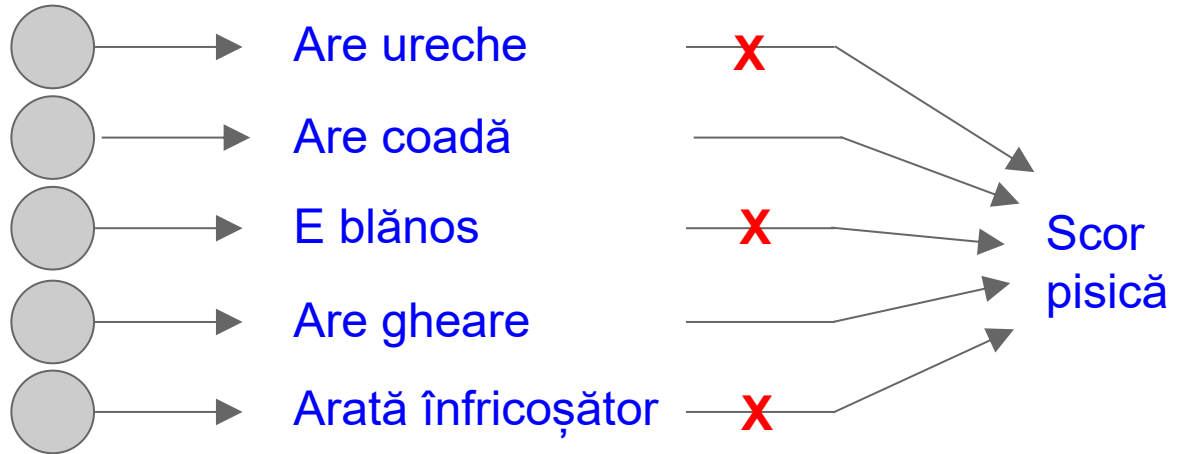 Are ureche
X
Are coadă
E blănos
X
Scor
pisică
Are gheare
Arată înfricoșător
X